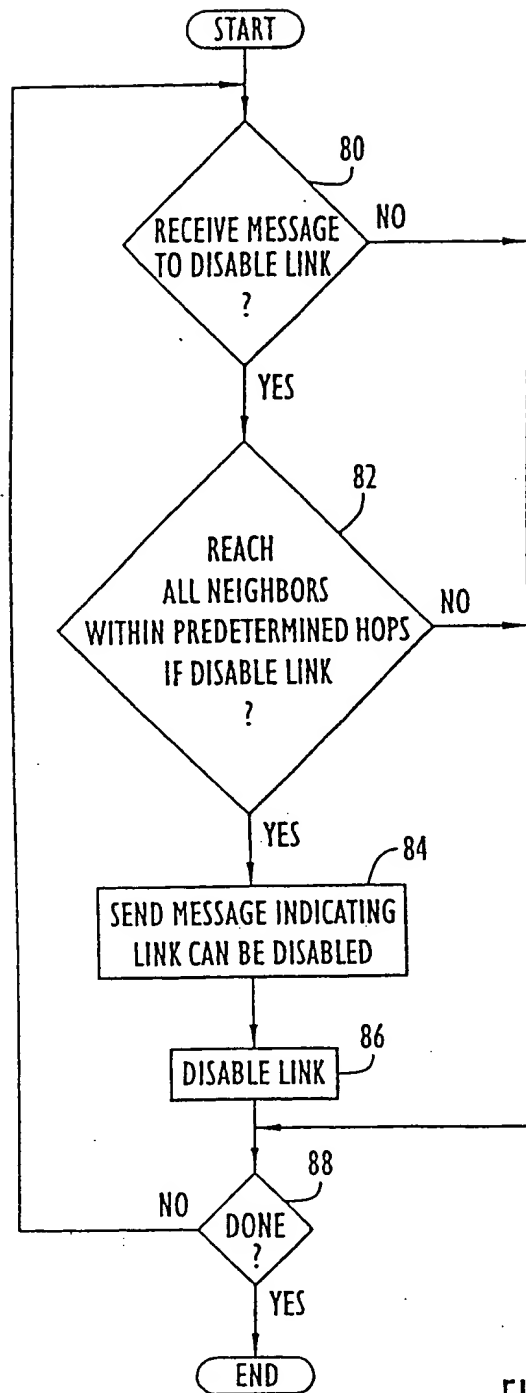 START
80
RECEIVE MESSAGE
TO DISABLE LINK
?
NO
YES
82
REACH
ALL NEIGHBORS
WITHIN PREDETERMINED HOPS
IF DISABLE LINK
?
NO
YES
84
SEND MESSAGE INDICATING
LINK CAN BE DISABLED
86
DISABLE LINK
88
NO
DONE
?
YES
END